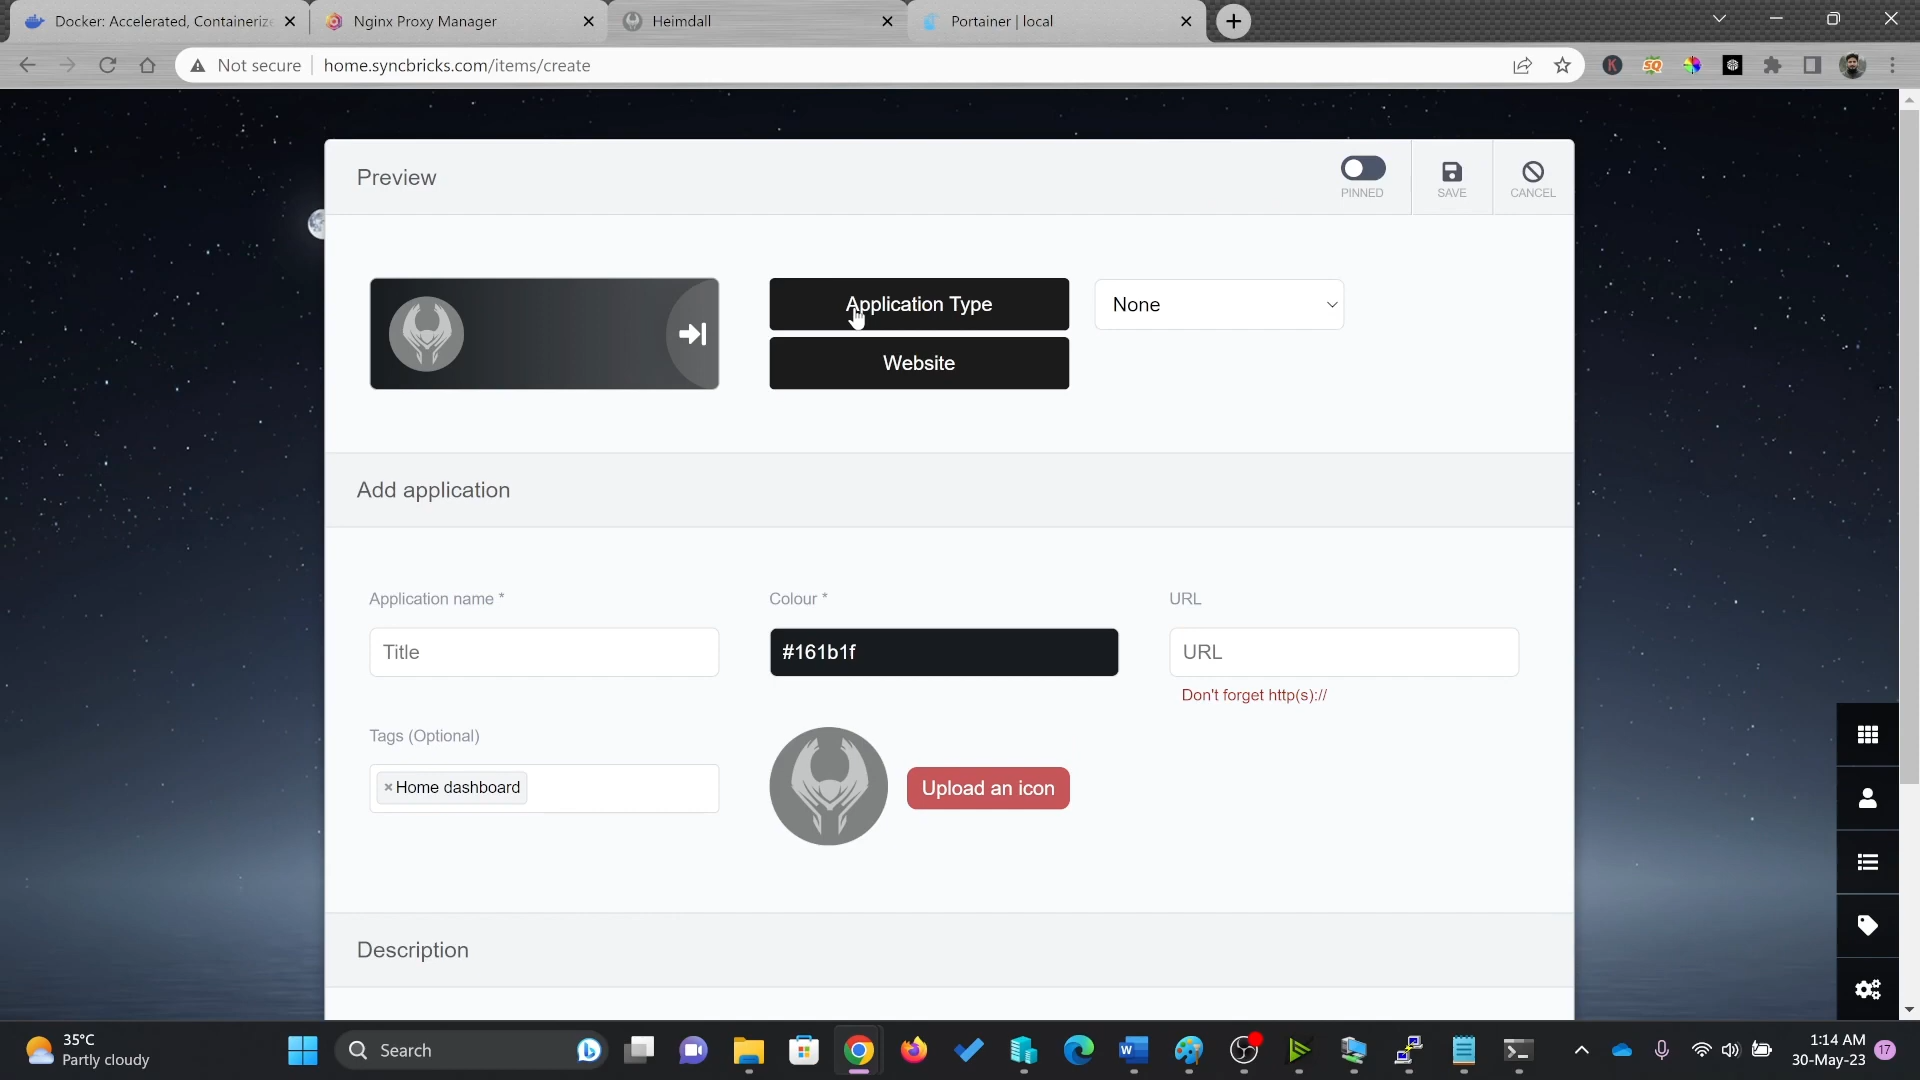 Docker: Accelerated, Containerize
Nginx Proxy Manager
Heimdall
Portainer | local
Not secure
home.syncbricks.com/items/create
Preview
PINNED
SAVE
CANCEL
Application Type
None
Website
Add application
Application name *
Colour *
URL
Title
#161b1f
URL
Don't forget http(s)://
Tags (Optional)
× Home dashboard
Upload an icon
Description
35°C
Partly cloudy
Search
1:14 AM
30-May-23
17